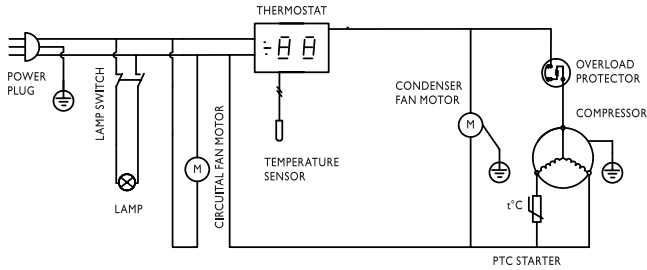 THERMOSTAT
POWER
PLUG
LAMP SWITCH
LAMP
M
CIRCUITAL FAN MOTOR
TEMPERATURE
SENSOR
CONDENSER
FAN MOTOR
M
OVERLOAD
PROTECTOR
COMPRESSOR
t°C
PTC STARTER